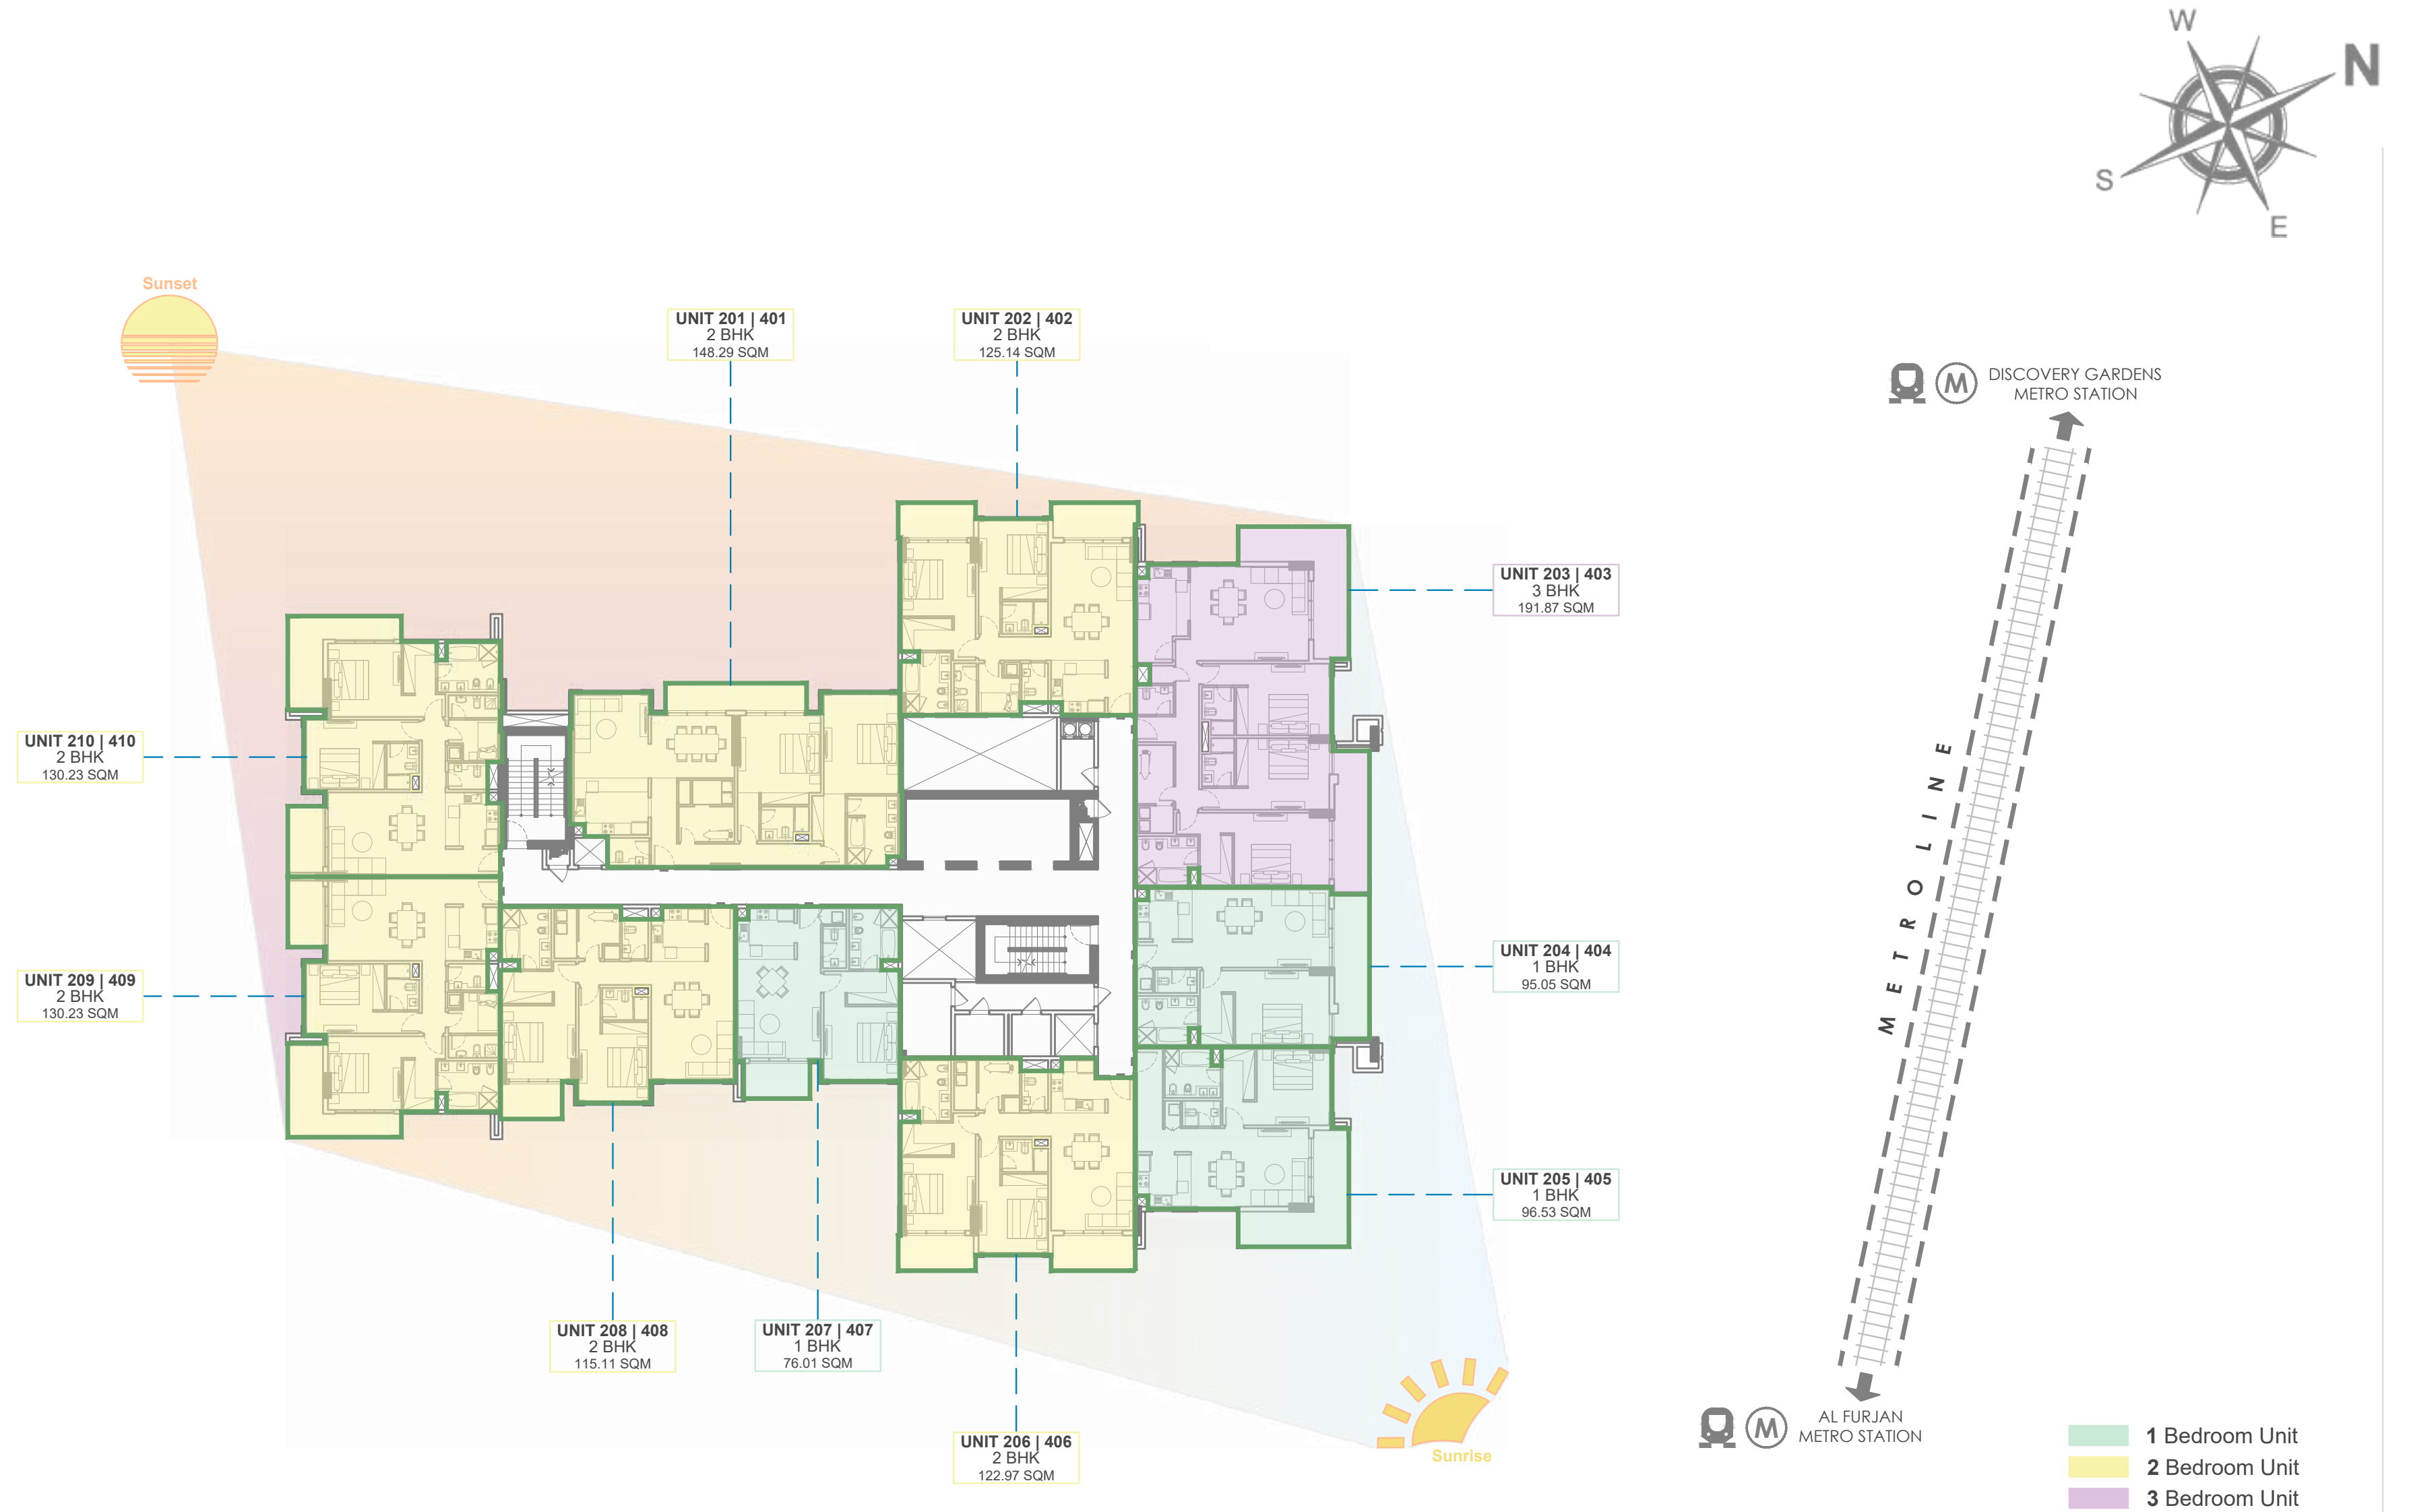 W
N
S
E
Sunset
UNIT 201 | 401
2 BHK
148.29 SQM
UNIT 202 | 402
2 BHK
125.14 SQM
M
DISCOVERY GARDENS
METRO STATION
UNIT 203 | 403
3 BHK
191.87 SQM
UNIT 210 | 410
2 BHK
130.23 SQM
METROLINE
UNIT 204 | 404
1 BHK
95.05 SQM
UNIT 209 | 409
2 BHK
130.23 SQM
UNIT 205 | 405
1 BHK
96.53 SQM
UNIT 208 | 408
2 BHK
115.11 SQM
UNIT 207 | 407
1 BHK
76.01 SQM
UNIT 206 | 406
2 BHK
122.97 SQM
Sunrise
M
AL FURJAN
METRO STATION
1 Bedroom Unit
2 Bedroom Unit
3 Bedroom Unit